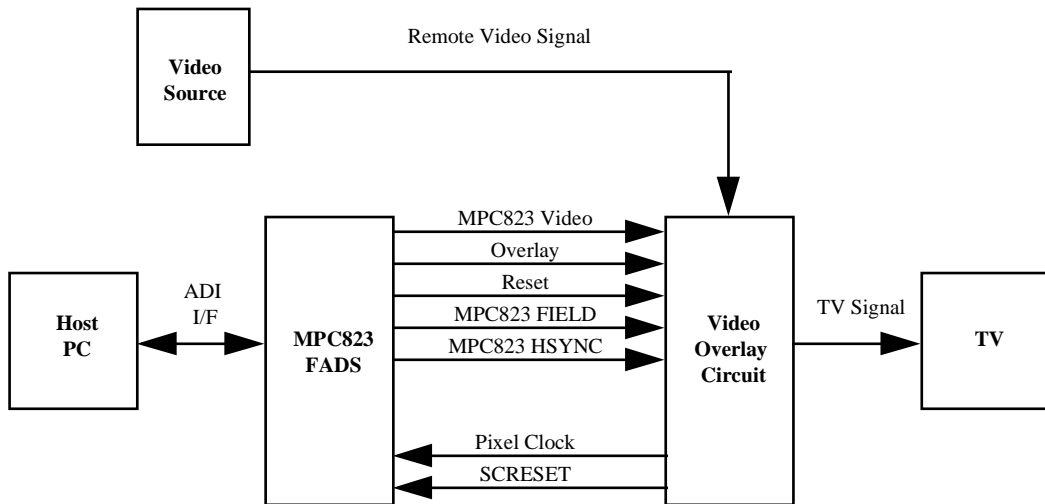 Remote Video Signal
Video
Source
MPC823 Video
Overlay
Reset
MPC823 FIELD
MPC823 HSYNC
ADI
I/F
Host
PC
MPC823
FADS
Video
Overlay
Circuit
TV Signal
TV
Pixel Clock
SCRESET